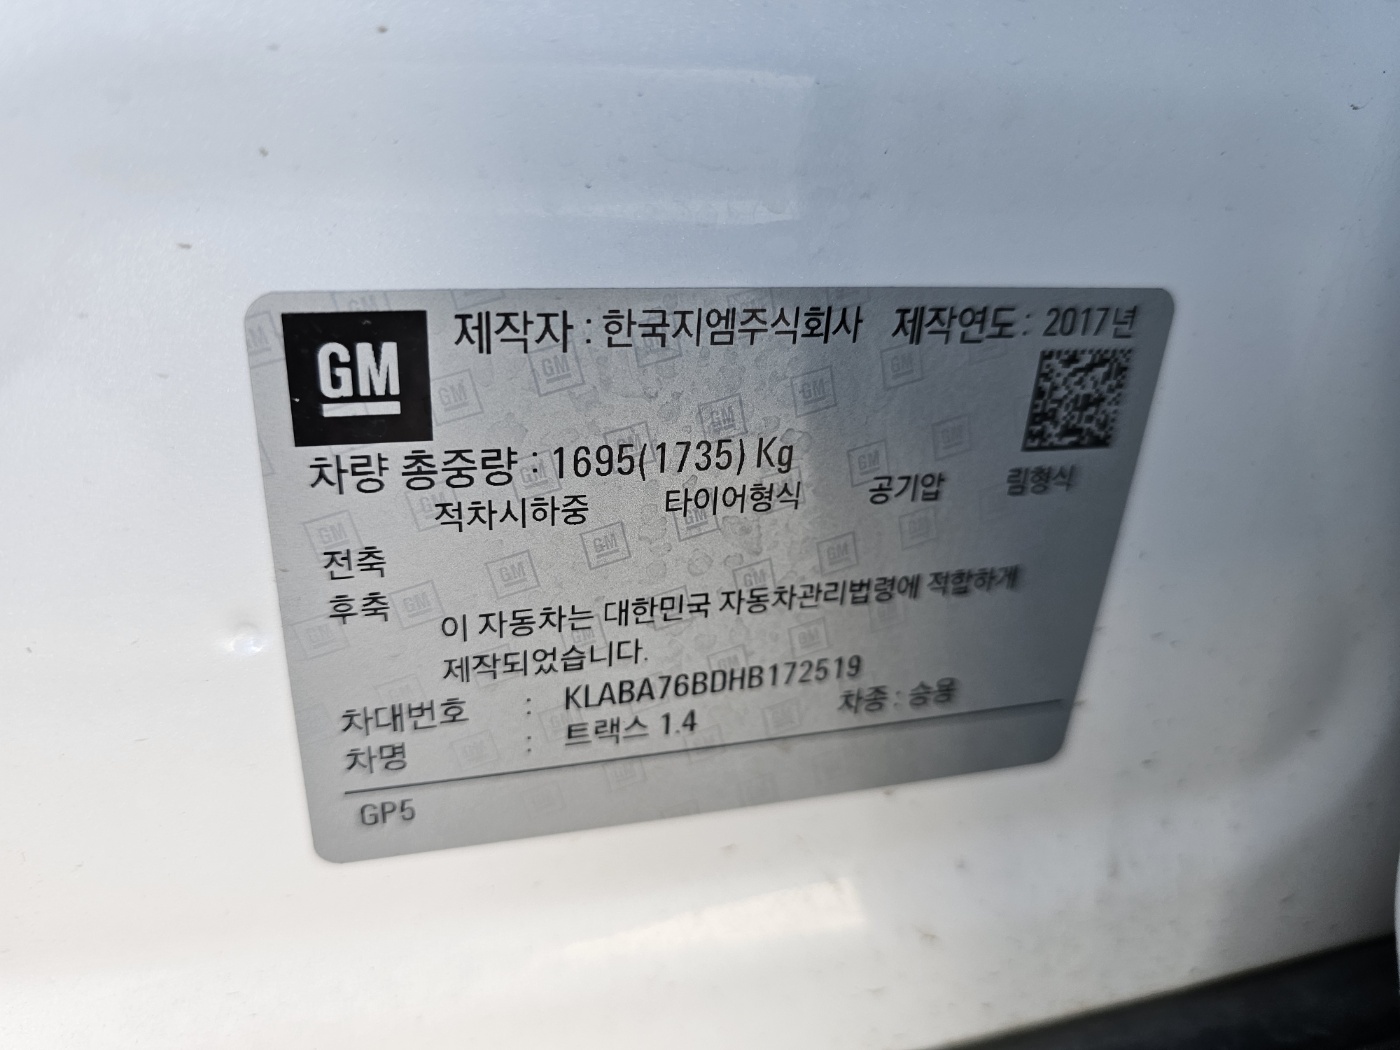 GM
제작자 : 한국지엠주식회사 제작연도 : 2017년
차량 총중량 : 1695(1735) Kg
적차시하중 타이어형식 공기압 림형식
전축
후축
이 자동차는 대한민국 자동차관리법령에 적합하게
제작되었습니다.
차대번호 : KLABA76BDHB172519
차명 : 트랙스 1.4 차종 : 승용
GP5